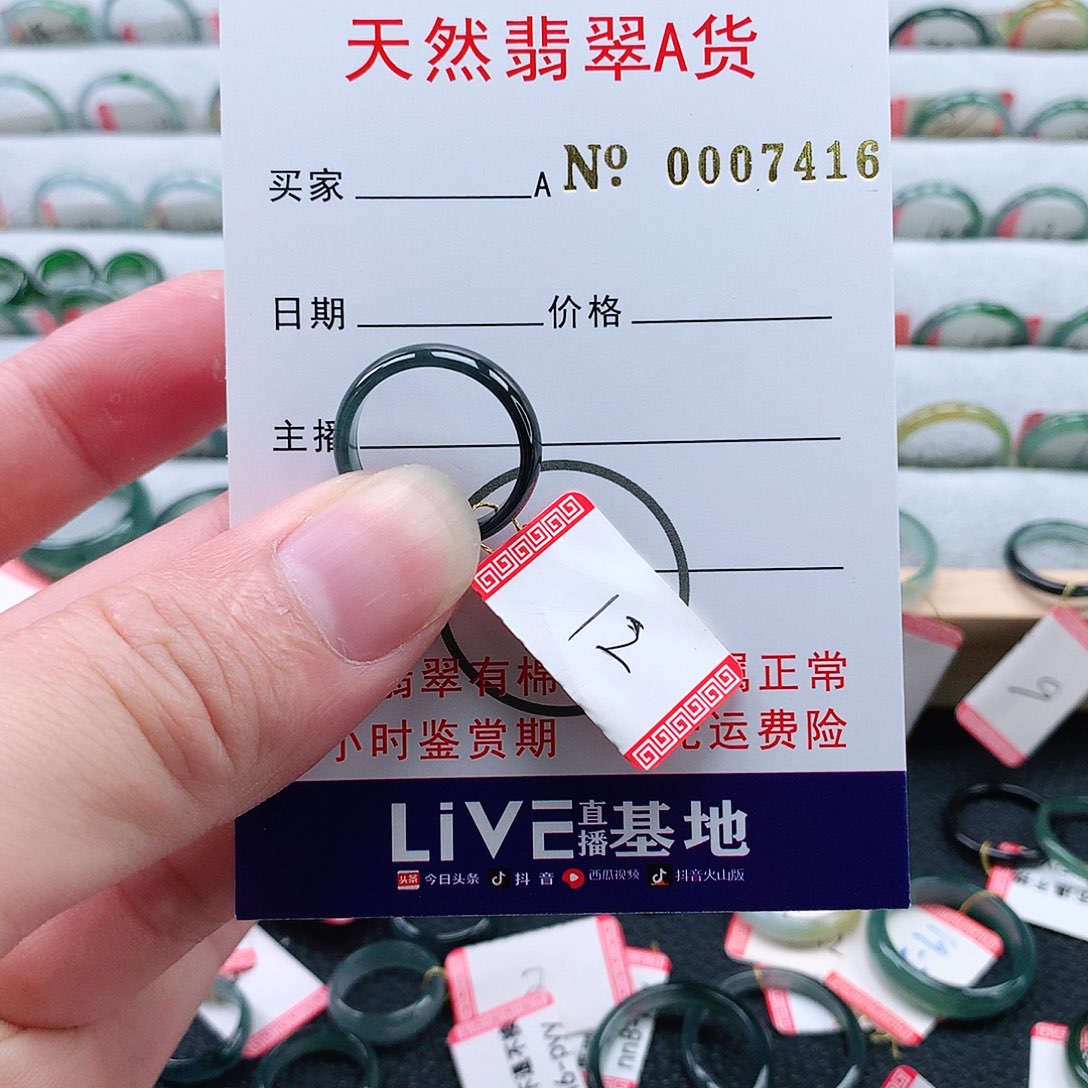 天然翡翠A货
买家 A № 0007416
日期 价格
主播
12
翡翠有棉 属正常
小时鉴赏期 运费险
LiVE直播基地
今日头条 抖音 西瓜视频 抖音火山版